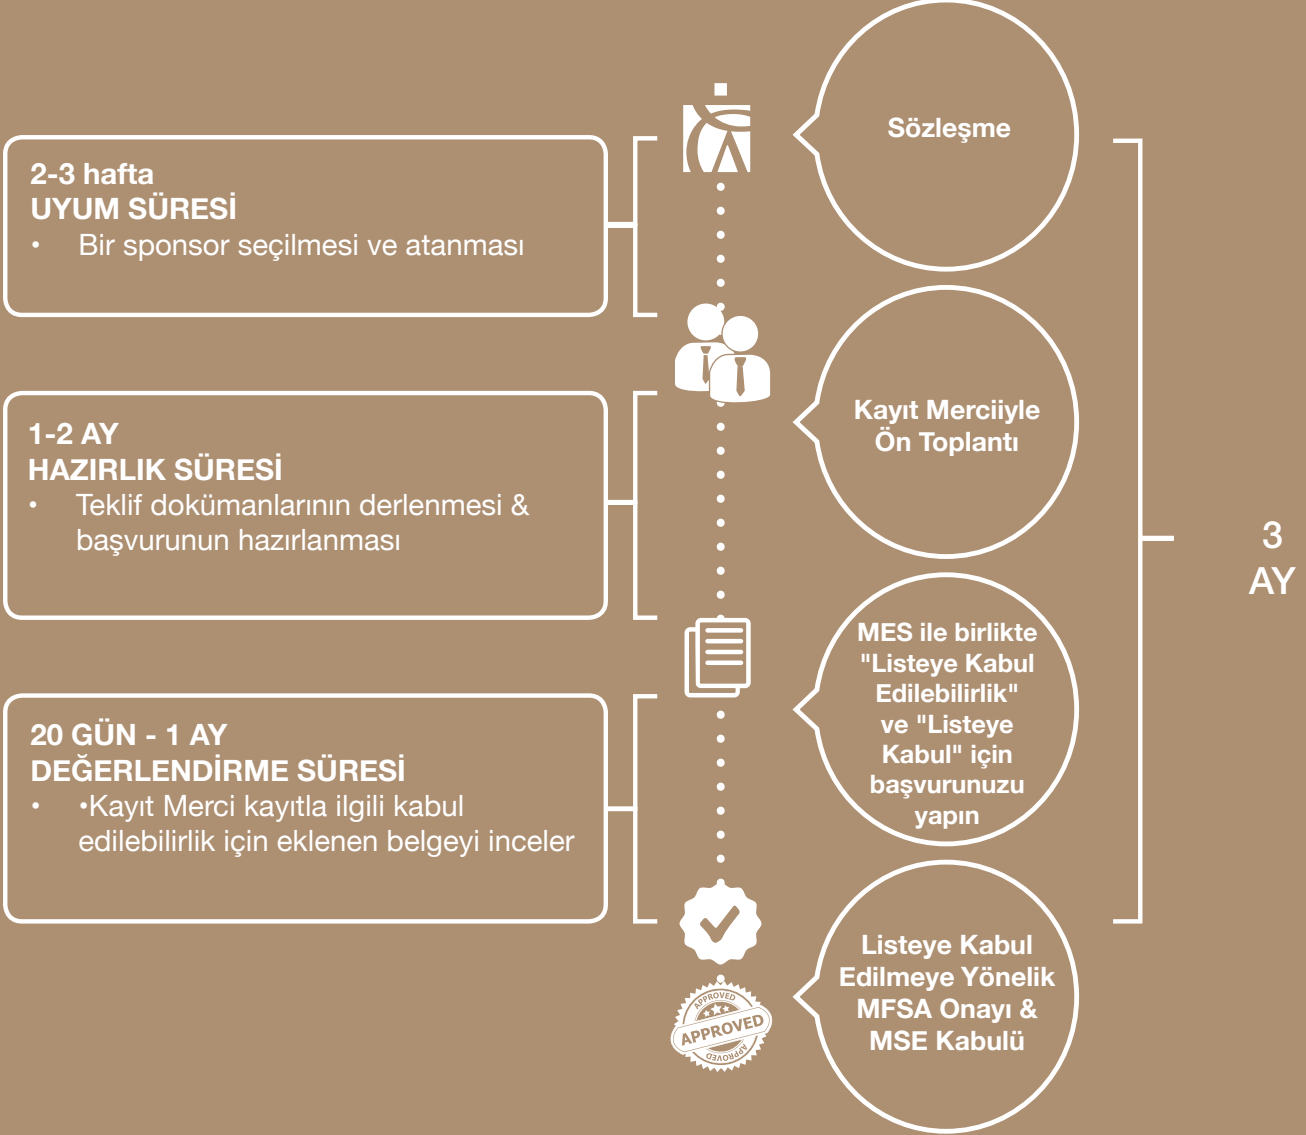 Sözleşme
2-3 hafta
UYUM SÜRESİ
• Bir sponsor seçilmesi ve atanması
Kayıt Merciiyle
Ön Toplantı
1-2 AY
HAZIRLIK SÜRESİ
• Teklif dokümanlarının derlenmesi &
başvurunun hazırlanması
3
AY
MES ile birlikte
"Listeye Kabul
Edilebilirlik"
ve "Listeye
Kabul" için
başvurunuzu
yapın
20 GÜN - 1 AY
DEĞERLENDİRME SÜRESİ
• •Kayıt Merci kayıtla ilgili kabul
edilebilirlik için eklenen belgeyi inceler
Listeye Kabul
Edilmeye Yönelik
MFSA Onayı &
MSE Kabulü
APPROVED
APPROVED
APPROVED